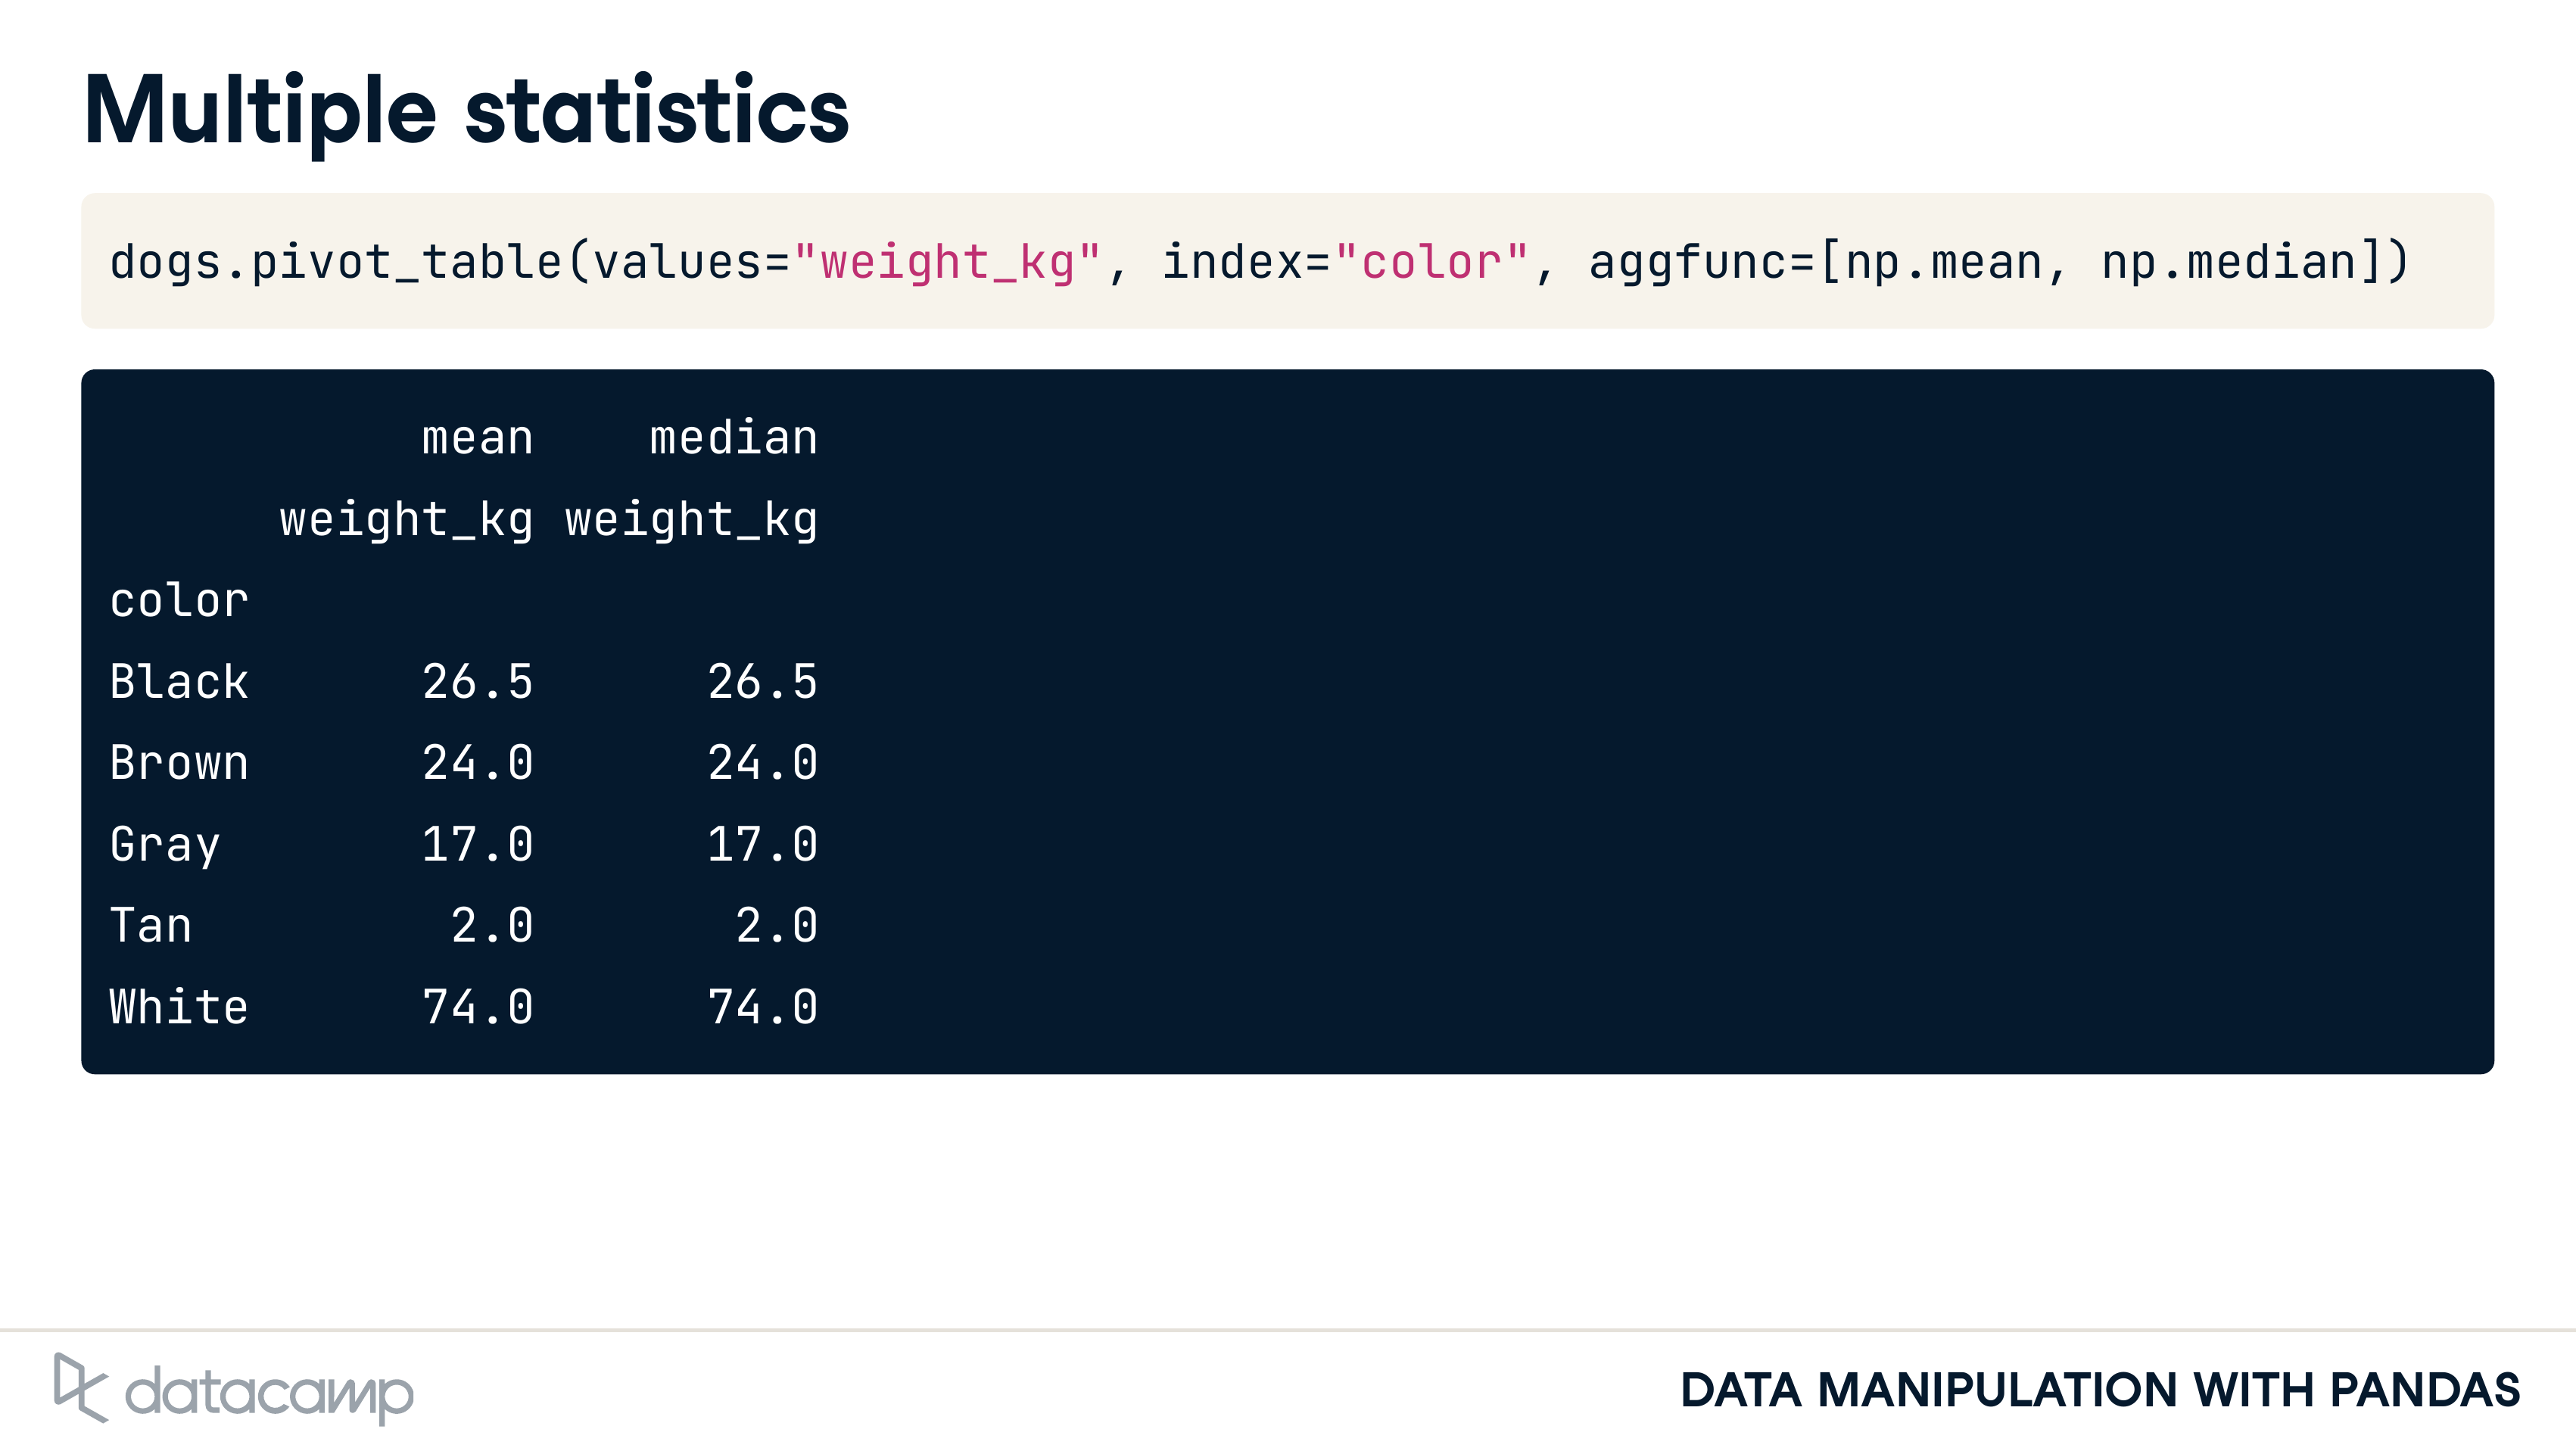 Multiple statistics
dogs.pivot_table(values="weight_kg", index="color", aggfunc=[np.mean, np.median])
mean median
weight_kg weight_kg
color
Black 26.5 26.5
Brown 24.0 24.0
Gray 17.0 17.0
Tan 2.0 2.0
White 74.0 74.0
datacamp
DATA MANIPULATION WITH PANDAS